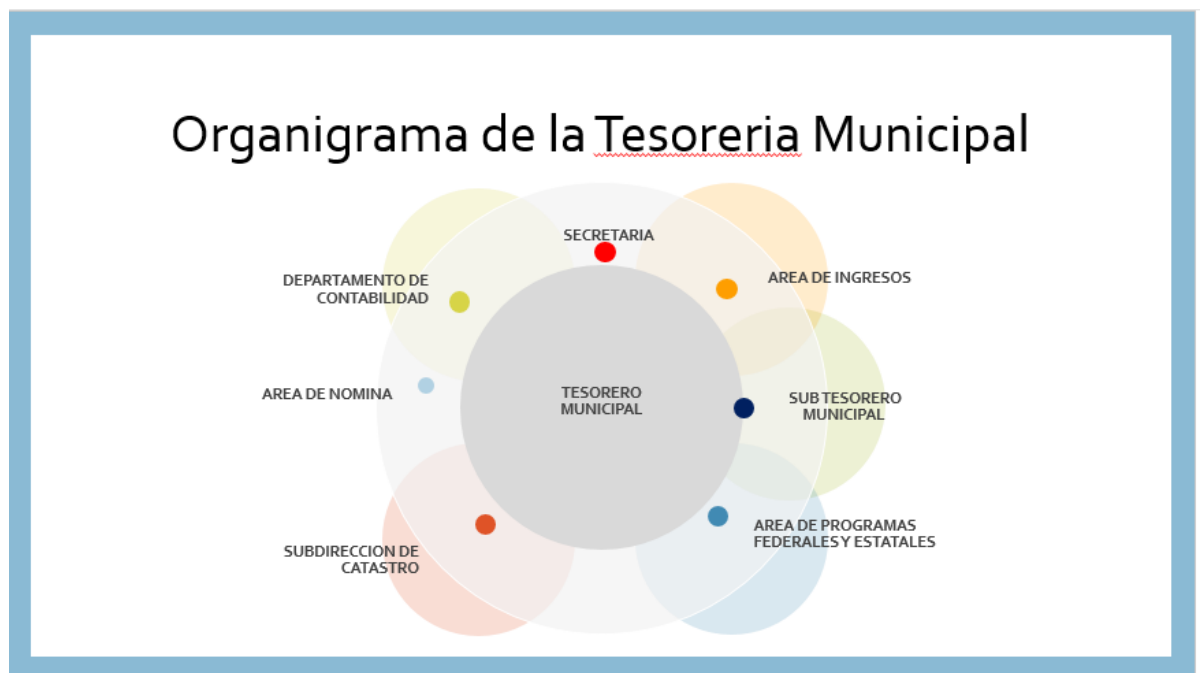 Organigrama de la Tesoreria Municipal
SECRETARIA
AREA DE INGRESOS
DEPARTAMENTO DE
CONTABILIDAD
AREA DE NOMINA
TESORERO
MUNICIPAL
SUB TESORERO
MUNICIPAL
AREA DE PROGRAMAS
FEDERALES Y ESTATALES
SUBDIRECCION DE
CATASTRO